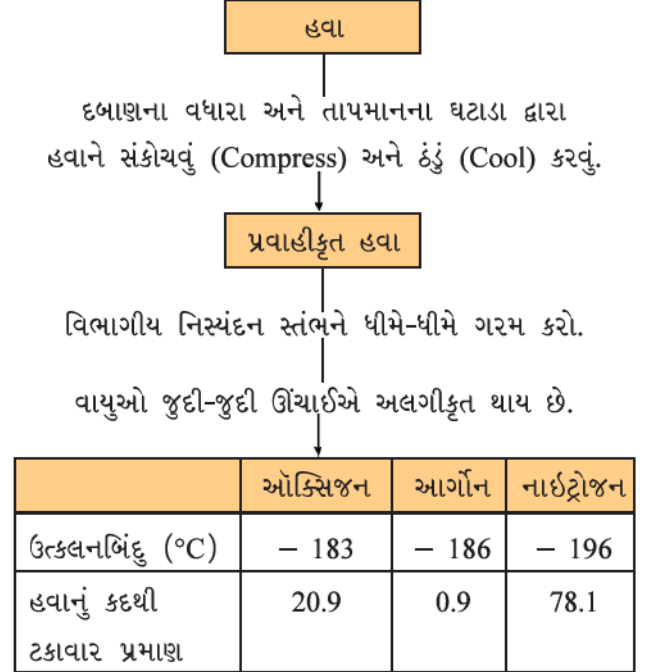 હવા
દબાણના વધારા અને તાપમાનના ઘટાડા દ્વારા
હવાને સંકોચવું (Compress) અને ઠંડું (Cool) કરવું.
પ્રવાહીકૃત હવા
વિભાગીય નિસ્યંદન સ્તંભને ધીમે-ધીમે ગરમ કરો.
વાયુઓ જુદી-જુદી ઊંચાઈએ અલગીકૃત થાય છે.
ઑક્સિજન આર્ગોન નાઇટ્રોજન
ઉત્કલનબિંદુ (°C) – 183 – 186 – 196
હવાનું કદથી 20.9 0.9 78.1
ટકાવાર પ્રમાણ